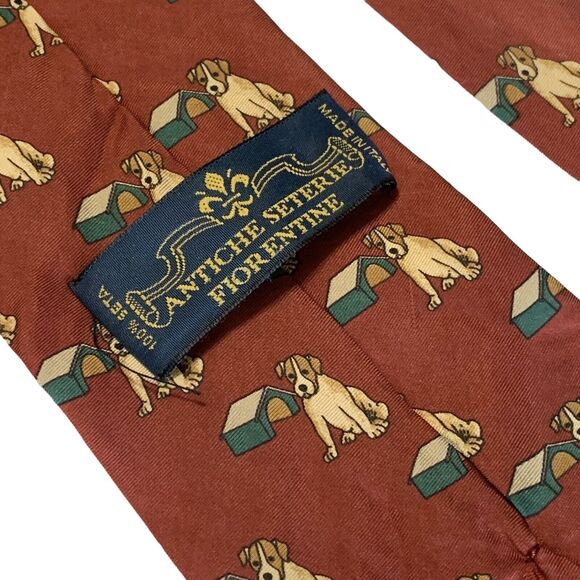 MADE IN ITALY
ANTICHE SETERIE
FIORENTINE
100% SETA